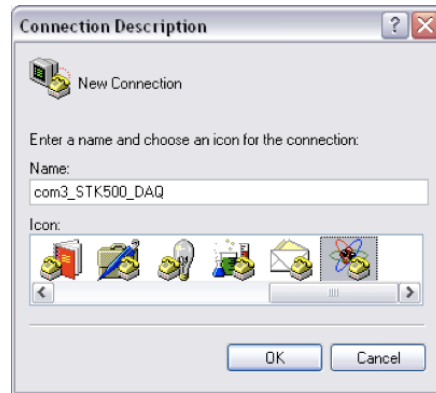 Connection Description
New Connection
Enter a name and choose an icon for the connection:
Name:
com3_STK500_DAQ
Icon:
OK Cancel